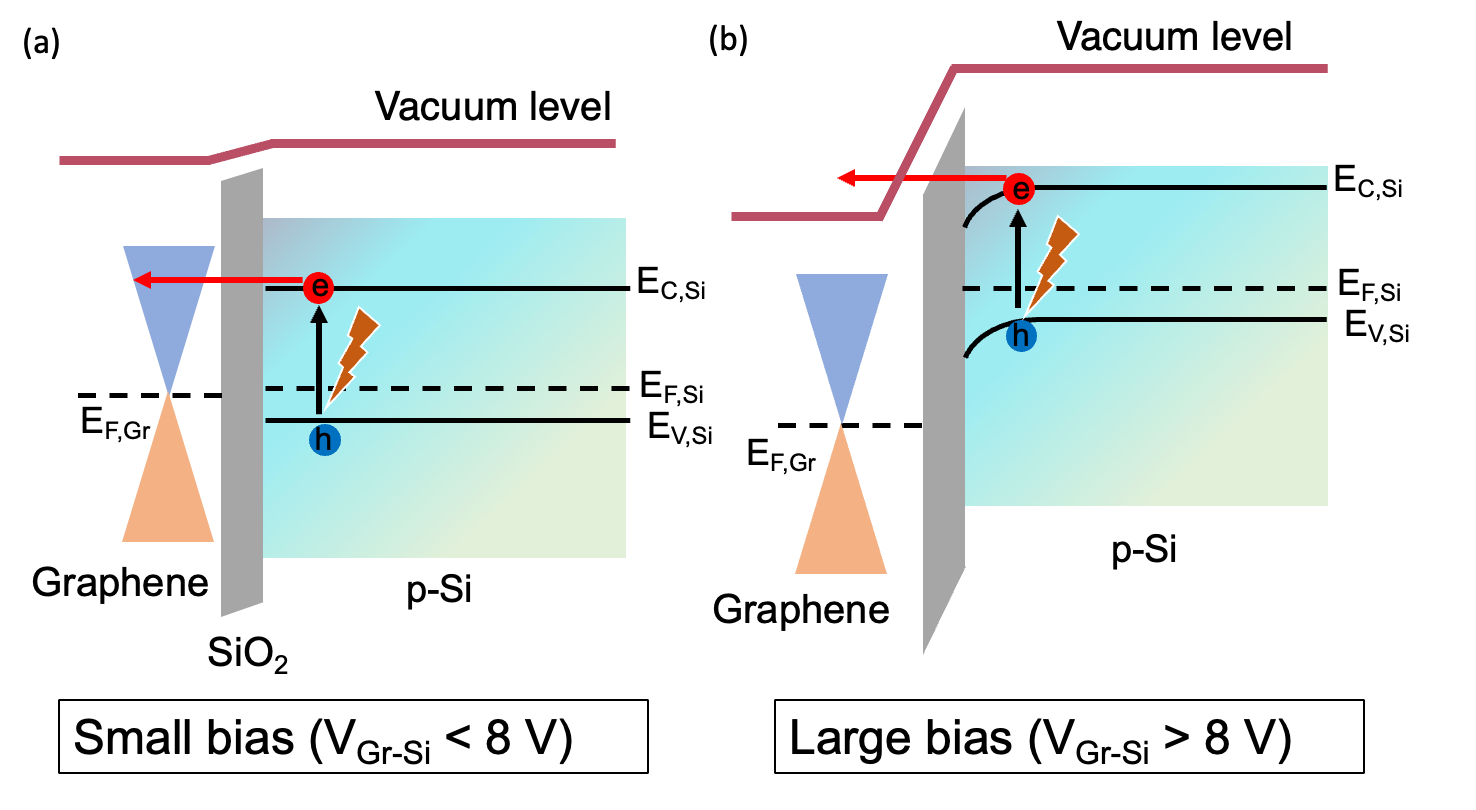 (a)
Vacuum level
e
E_C,Si
E_F,Si
h
E_V,Si
E_F,Gr
Graphene
p-Si
SiO₂
Small bias (V_Gr-Si < 8 V)
(b)
Vacuum level
e
E_C,Si
E_F,Si
h
E_V,Si
E_F,Gr
p-Si
Graphene
Large bias (V_Gr-Si > 8 V)